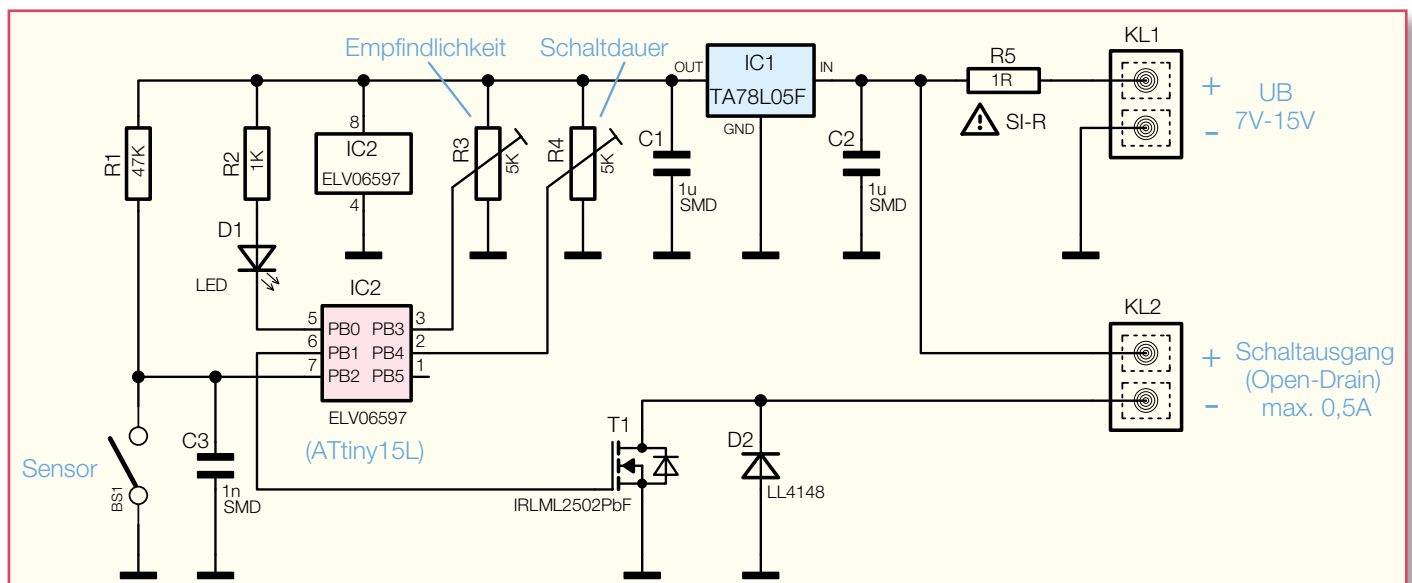 Empfindlichkeit
Schaltdauer
KL1
OUT
IC1
IN
TA78L05F
GND
R5
1R
SI-R
+
UB
7V-15V
-
R1
47K
R2
1K
8
IC2
ELV06597
4
R3
5K
R4
5K
C1
1u
SMD
C2
1u
SMD
D1
LED
IC2
5
PB0
PB3
3
6
PB1
PB4
2
7
PB2
PB5
1
ELV06597
(ATtiny15L)
KL2
+
Schaltausgang
(Open-Drain)
-
max. 0,5A
Sensor
BS1
C3
1n
SMD
T1
IRLML2502PbF
D2
LL4148